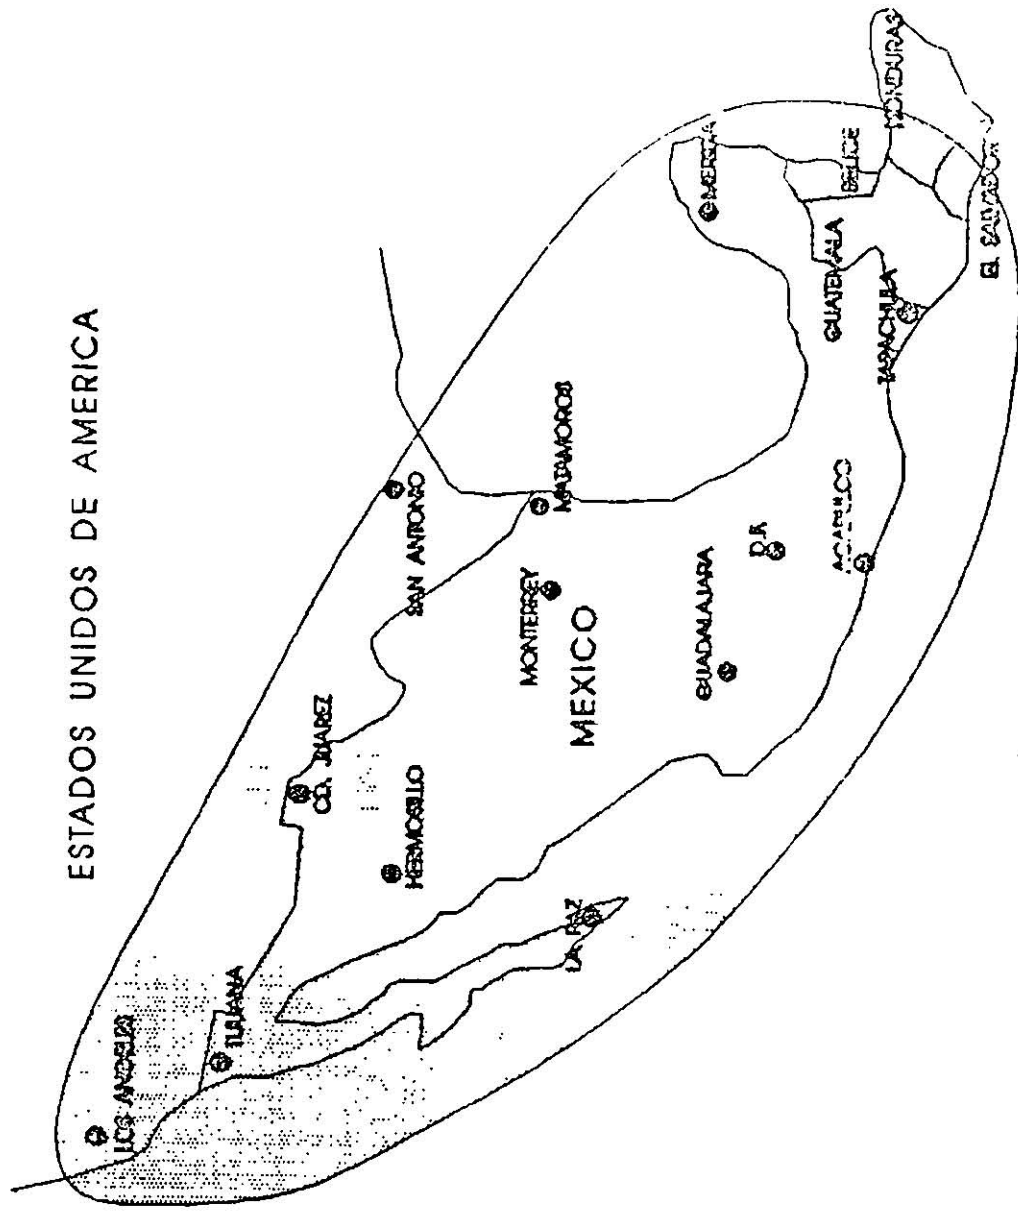 ESTADOS UNIDOS DE AMERICA
LOS ANGELES
TIJUANA
CD. JUAREZ
HERMOSILLO
SAN ANTONIO
LA PAZ
MONTERREY
MATAMOROS
MEXICO
GUADALAJARA
D.F.
ACAPULCO
MERIDA
GUATEMALA
BELICE
TAPACHULA
HONDURAS
EL SALVADOR